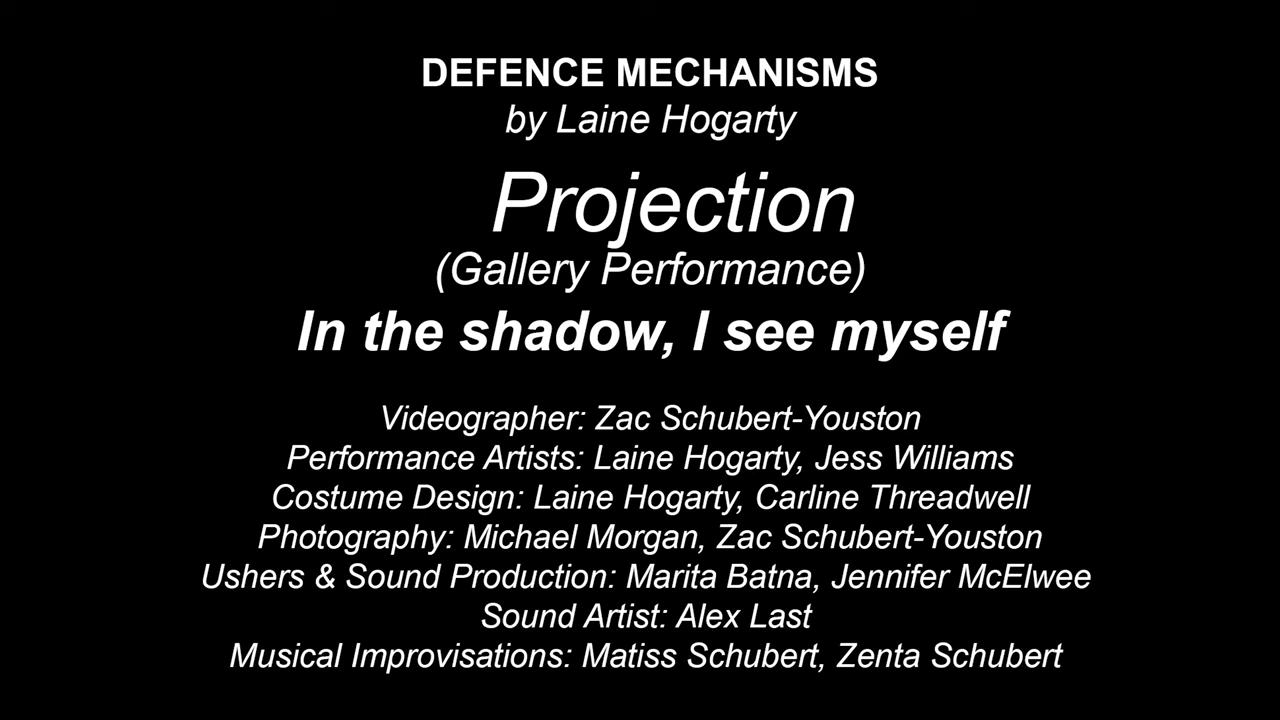 DEFENCE MECHANISMS
by Laine Hogarty
Projection
(Gallery Performance)
In the shadow, I see myself
Videographer: Zac Schubert-Youston
Performance Artists: Laine Hogarty, Jess Williams
Costume Design: Laine Hogarty, Carline Threadwell
Photography: Michael Morgan, Zac Schubert-Youston
Ushers & Sound Production: Marita Batna, Jennifer McElwee
Sound Artist: Alex Last
Musical Improvisations: Matiss Schubert, Zenta Schubert